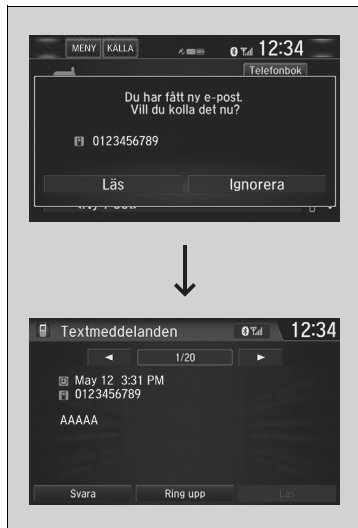 MENY KÄLLA 12:34
Telefonbok
Du har fått ny e-post.
Vill du kolla det nu?
0123456789
Läs Ignorera
Textmeddelanden 12:34
1/20
May 12 3:31 PM
0123456789
AAAAA
Svara Ring upp Läs